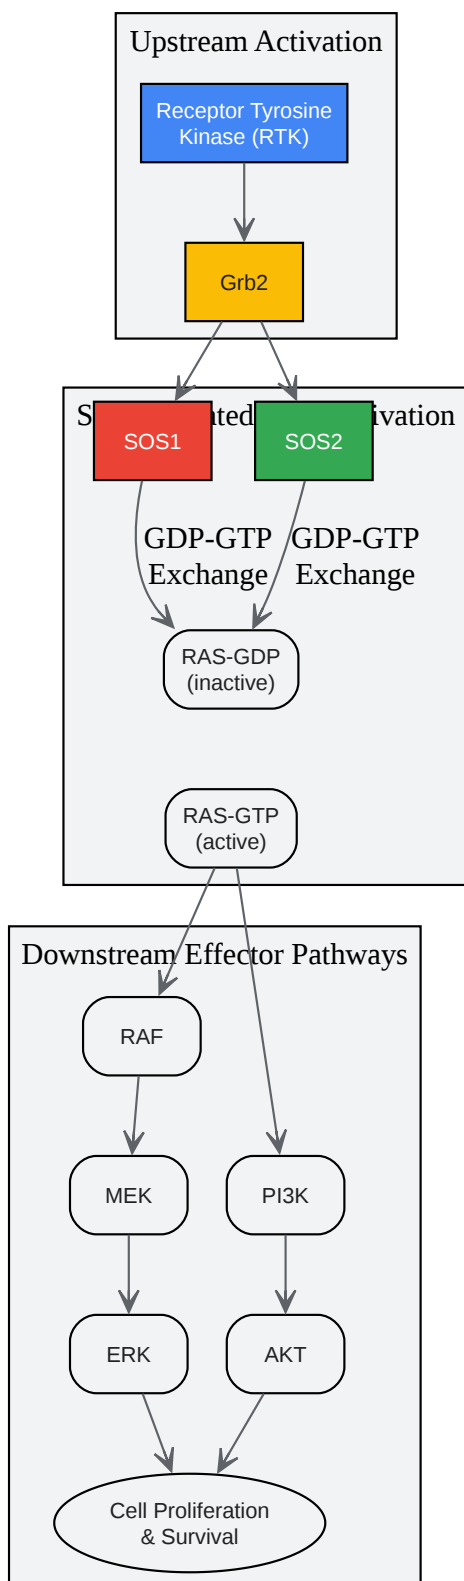 Upstream Activation
Receptor Tyrosine
Kinase (RTK)
Grb2
ivation
SOS1
SOS2
GDP-GTP
Exchange
GDP-GTP
Exchange
RAS-GDP
(inactive)
RAS-GTP
(active)
Downstream Effector Pathways
RAF
MEK
PI3K
ERK
AKT
Cell Proliferation
& Survival